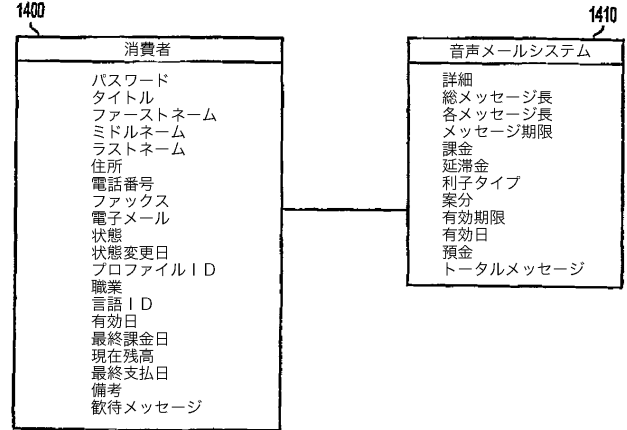 1400
消費者
パスワード
タイトル
ファーストネーム
ミドルネーム
ラストネーム
住所
電話番号
ファックス
電子メール
状態
状態変更日
プロファイルＩＤ
職業
言語ＩＤ
有効日
最終課金日
現在残高
最終支払日
備考
歓待メッセージ
1410
音声メールシステム
詳細
総メッセージ長
各メッセージ長
メッセージ期限
課金
延滞金
利子タイプ
案分
有効期限
有効日
預金
トータルメッセージ